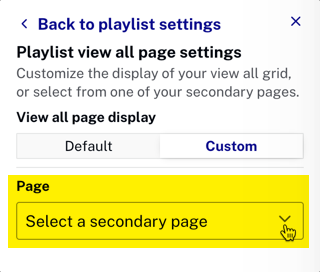 Back to playlist settings
Playlist view all page settings
Customize the display of your view all grid,
or select from one of your secondary pages.
View all page display
Default Custom
Page
Select a secondary page